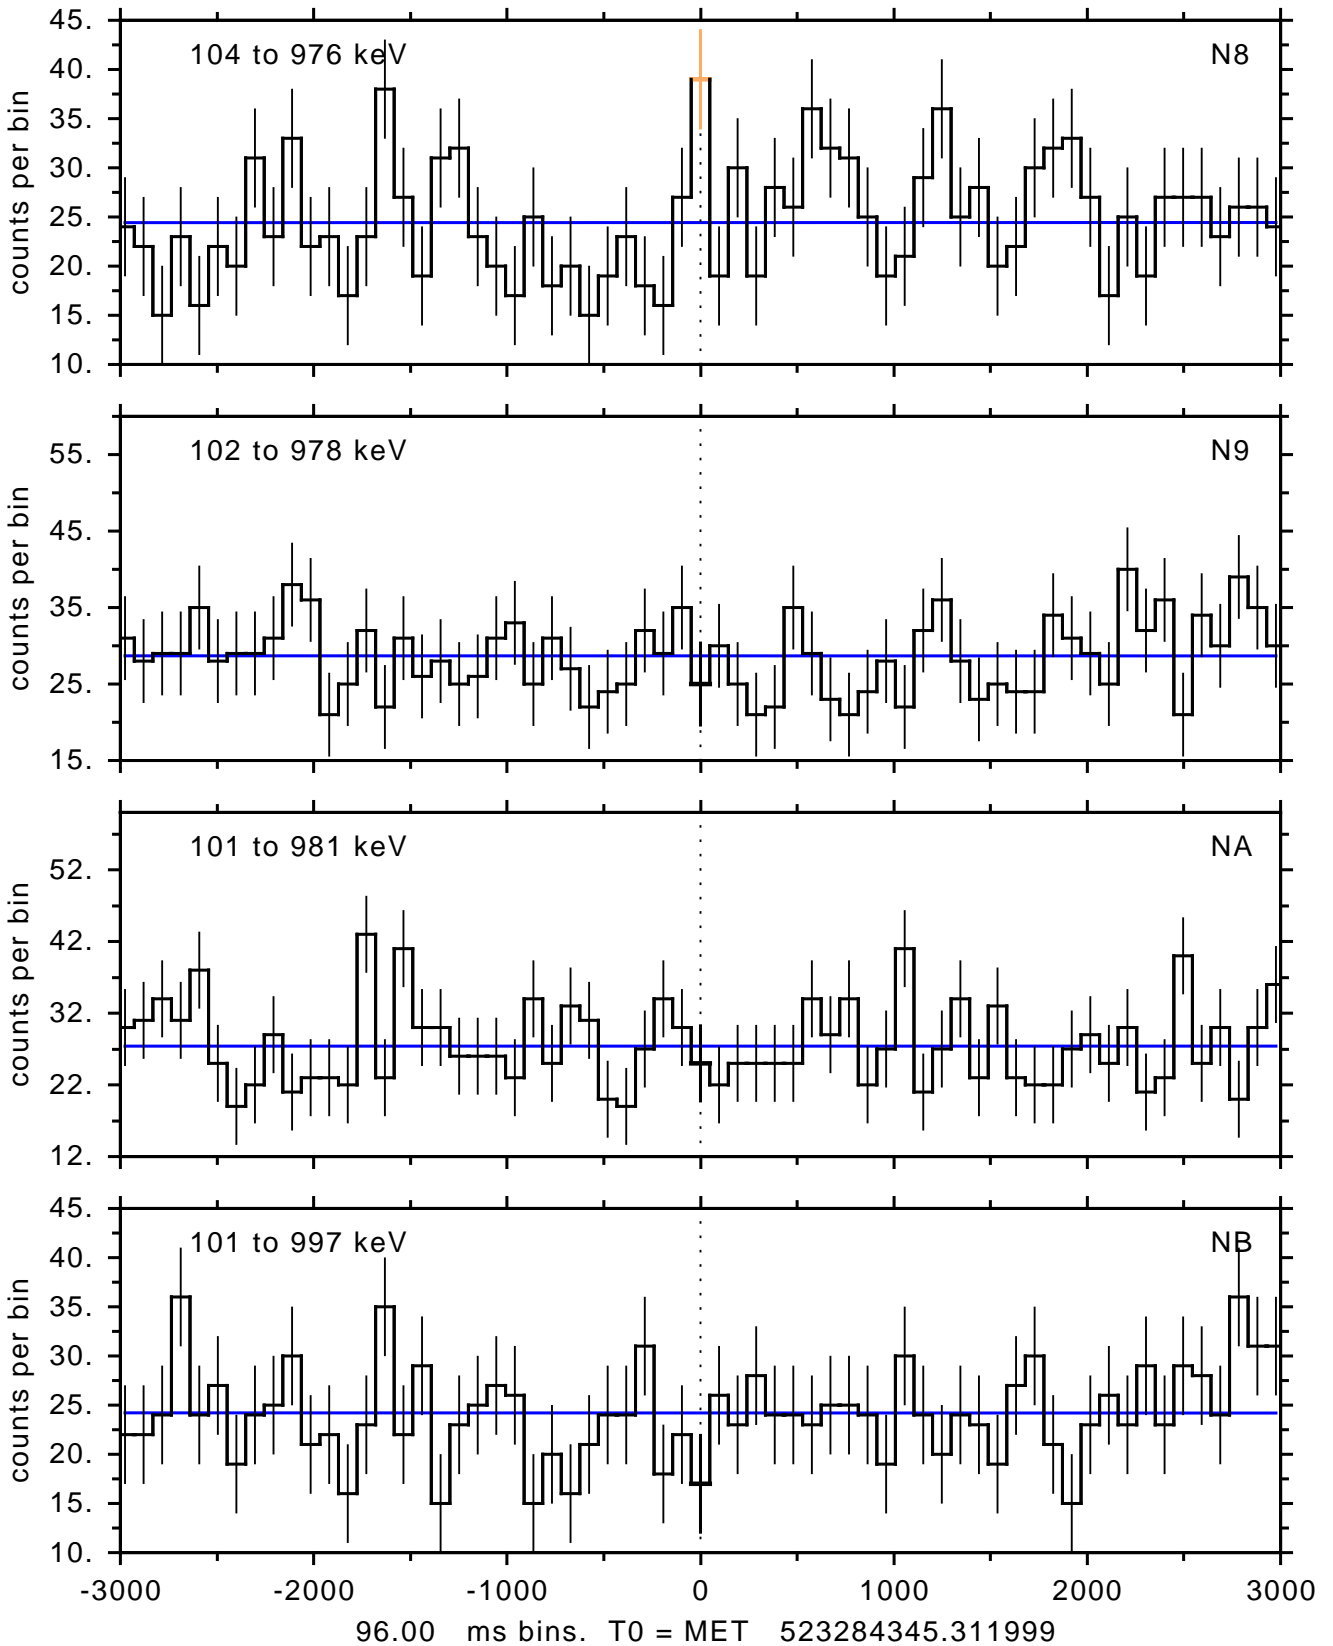 45.
104 to 976 keV N8
40.
35.
30.
25.
20.
15.
10.
counts per bin
102 to 978 keV N9
55.
45.
35.
25.
15.
counts per bin
101 to 981 keV NA
52.
42.
32.
22.
12.
counts per bin
45.
101 to 997 keV NB
40.
35.
30.
25.
20.
15.
10.
counts per bin
-3000 -2000 -1000 0 1000 2000 3000
96.00 ms bins. T0 = MET 523284345.311999